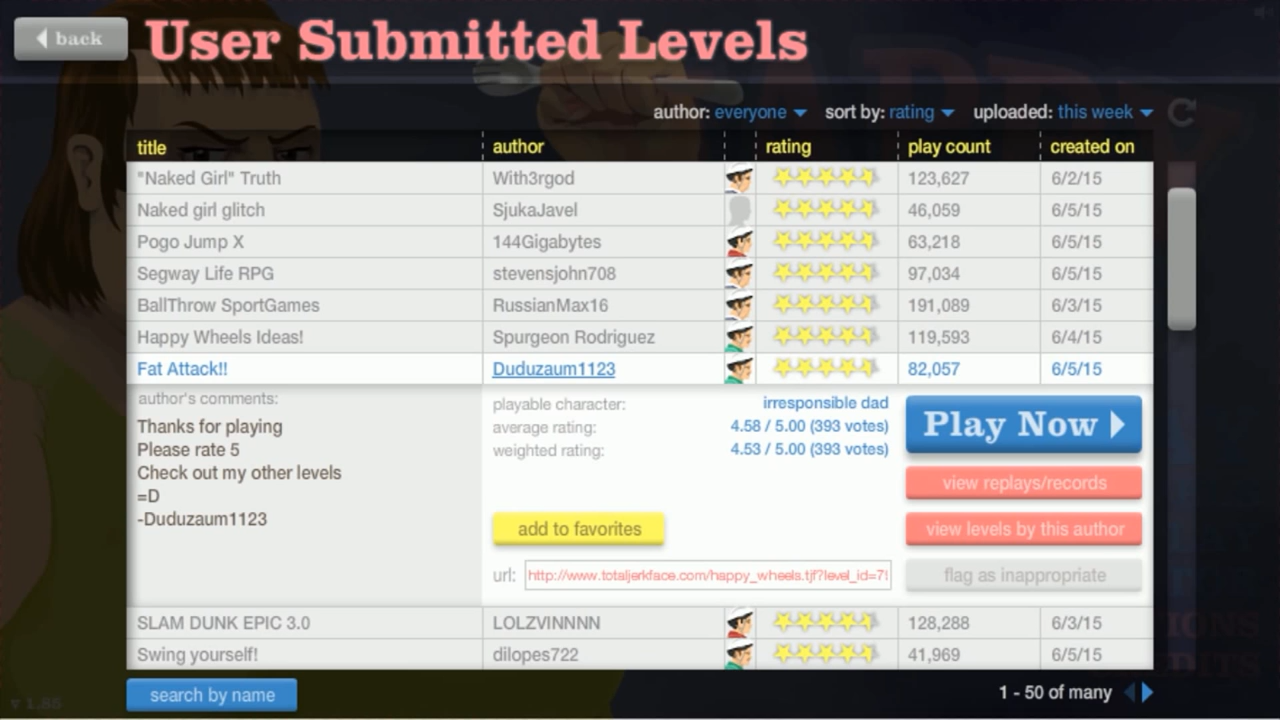 back
User Submitted Levels
author: everyone sort by: rating uploaded: this week
title author rating play count created on
"Naked Girl" Truth With3rgod 123,627 6/2/15
Naked girl glitch SjukaJavel 46,059 6/5/15
Pogo Jump X 144Gigabytes 63,218 6/5/15
Segway Life RPG stevensjohn708 97,034 6/5/15
BallThrow SportGames RussianMax16 191,089 6/3/15
Happy Wheels Ideas! Spurgeon Rodriguez 119,593 6/4/15
Fat Attack!! Duduzaum1123 82,057 6/5/15
author's comments:
Thanks for playing
Please rate 5
Check out my other levels
=D
-Duduzaum1123
playable character: irresponsible dad
average rating: 4.58 / 5.00 (393 votes)
weighted rating: 4.53 / 5.00 (393 votes)
add to favorites
url: http://www.totaljerkface.com/happy_wheels.tjf?level_id=7
Play Now
view replays/records
view levels by this author
flag as inappropriate
SLAM DUNK EPIC 3.0 LOLZVINNNN 128,288 6/3/15
Swing yourself! dilopes722 41,969 6/5/15
search by name
1 - 50 of many
v 1.85